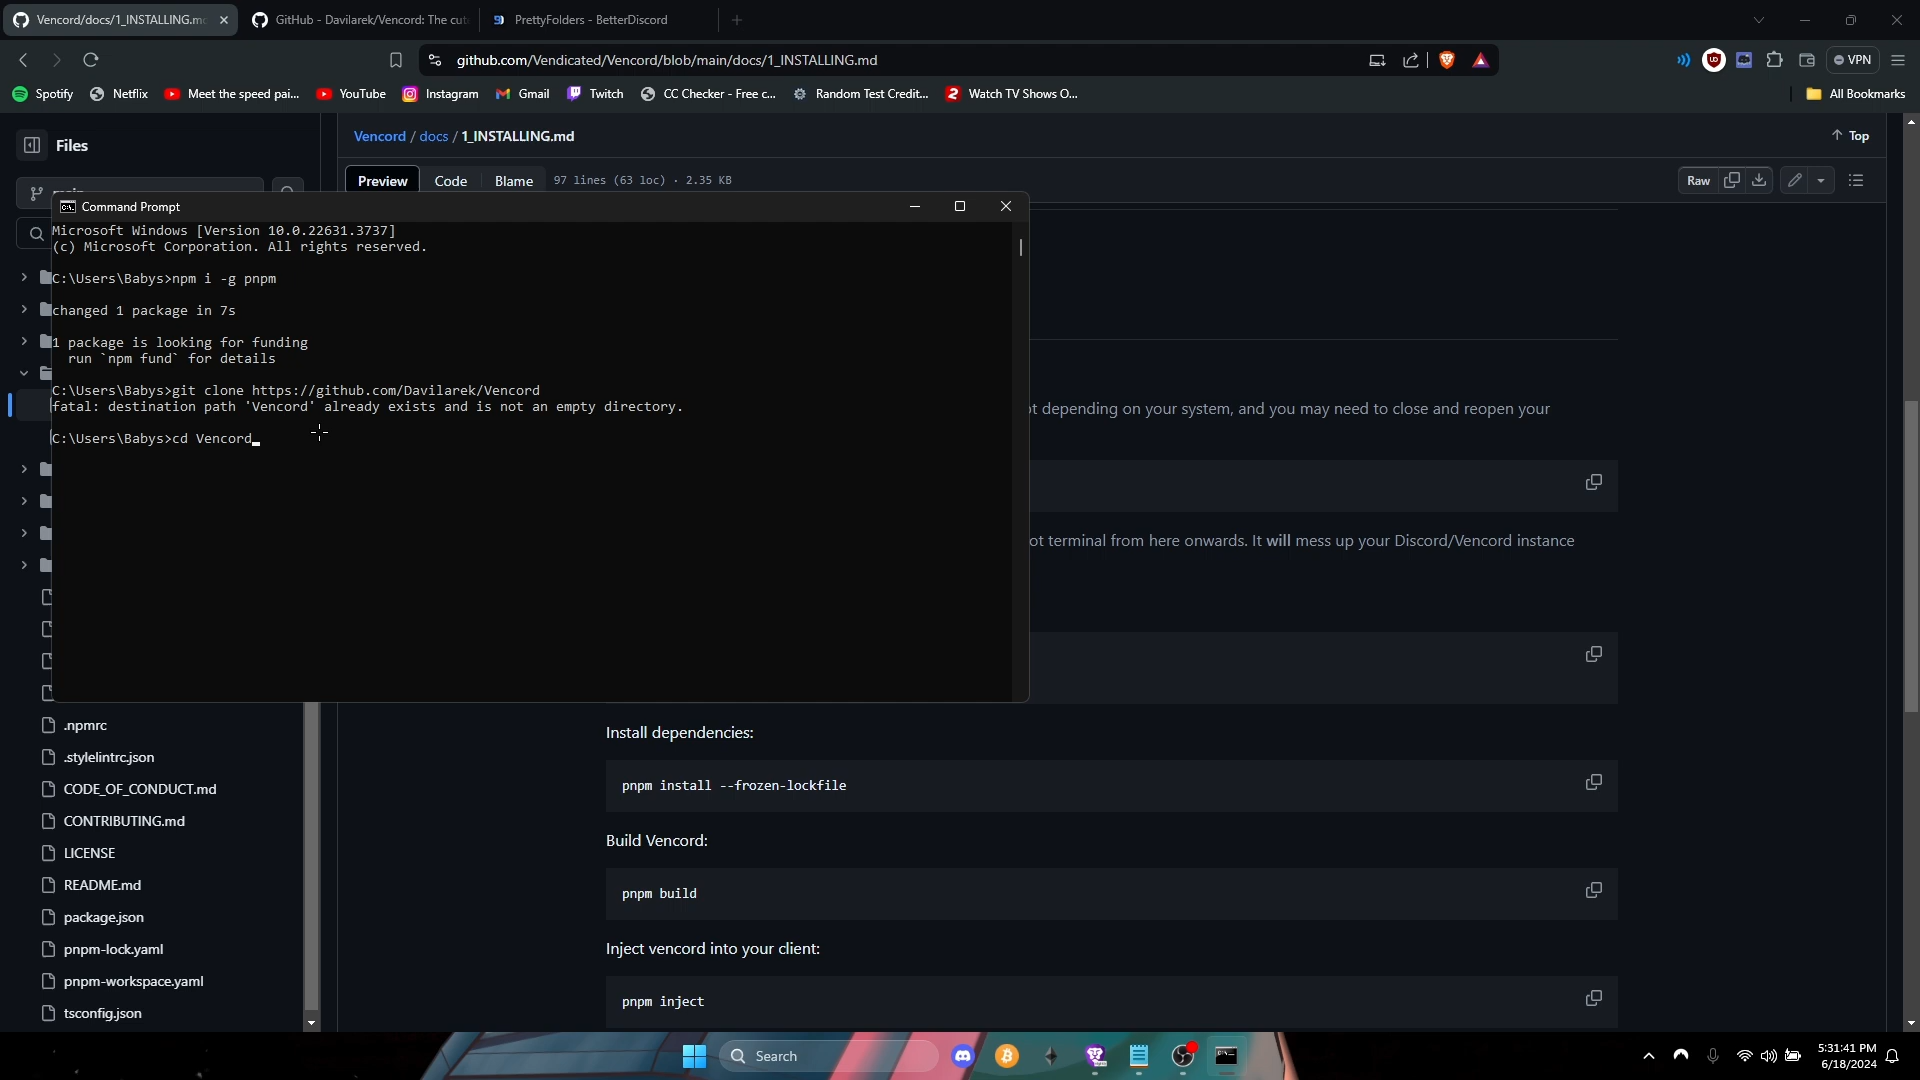 Vencord/docs/1_INSTALLING.m
GitHub - Davilarek/Vencord: The cut
PrettyFolders - BetterDiscord
github.com/Vendicated/Vencord/blob/main/docs/1_INSTALLING.md
VPN
Spotify
Netflix
Meet the speed pai...
YouTube
Instagram
Gmail
Twitch
CC Checker - Free c...
Random Test Credit...
Watch TV Shows O...
All Bookmarks
Files
Vencord / docs / 1_INSTALLING.md
Top
Preview
Code
Blame
97 lines (63 loc) · 2.35 KB
Raw
Command Prompt
Microsoft Windows [Version 10.0.22631.3737]
(c) Microsoft Corporation. All rights reserved.
C:\Users\Babys>npm i -g pnpm
changed 1 package in 7s
1 package is looking for funding
run `npm fund` for details
C:\Users\Babys>git clone https://github.com/Davilarek/Vencord
fatal: destination path 'Vencord' already exists and is not an empty directory.
C:\Users\Babys>cd Vencord_
t depending on your system, and you may need to close and reopen your
ot terminal from here onwards. It will mess up your Discord/Vencord instance
Install dependencies:
pnpm install --frozen-lockfile
Build Vencord:
pnpm build
Inject vencord into your client:
pnpm inject
.npmrc
.stylelintrc.json
CODE_OF_CONDUCT.md
CONTRIBUTING.md
LICENSE
README.md
package.json
pnpm-lock.yaml
pnpm-workspace.yaml
tsconfig.json
Search
5:31:41 PM
6/18/2024